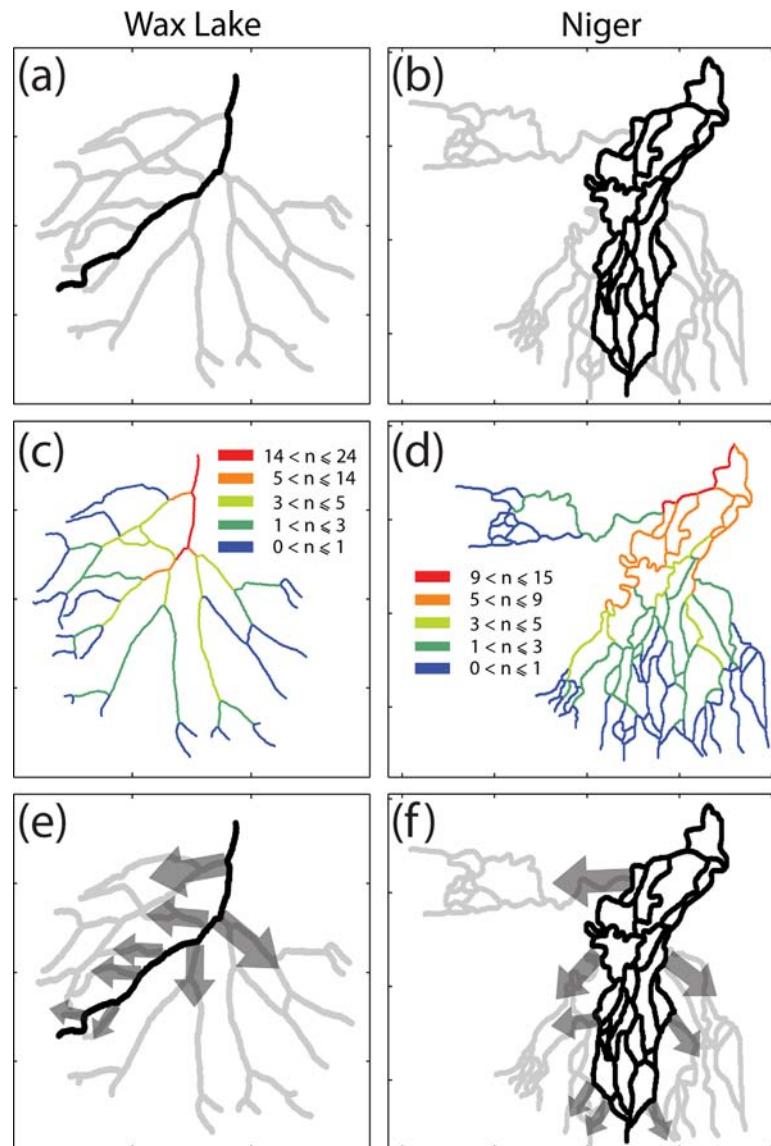 Wax Lake
Niger
(a)
(b)
(c)
14 < n ⩽ 24
5 < n ⩽ 14
3 < n ⩽ 5
1 < n ⩽ 3
0 < n ⩽ 1
(d)
9 < n ⩽ 15
5 < n ⩽ 9
3 < n ⩽ 5
1 < n ⩽ 3
0 < n ⩽ 1
(e)
(f)